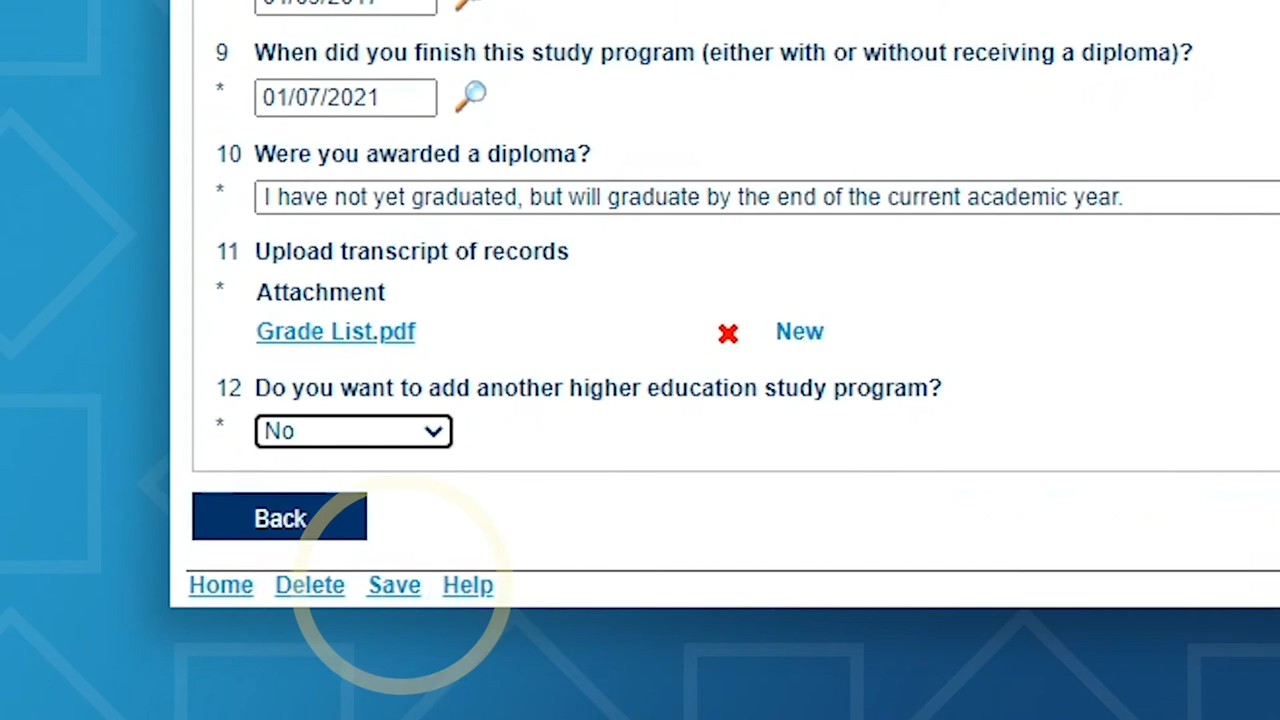 9 When did you finish this study program (either with or without receiving a diploma)?
* 01/07/2021
10 Were you awarded a diploma?
* I have not yet graduated, but will graduate by the end of the current academic year.
11 Upload transcript of records
* Attachment
Grade List.pdf New
12 Do you want to add another higher education study program?
* No
Back
Home Delete Save Help